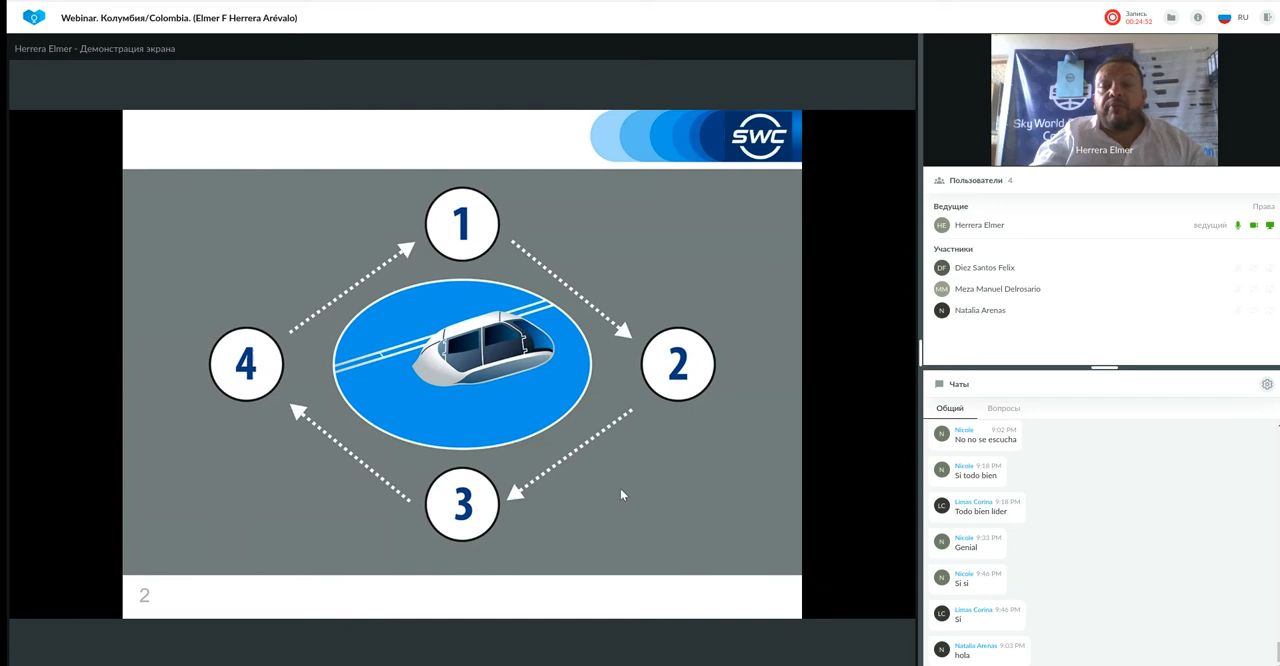 Webinar. Колумбия/Colombia. (Elmer F Herrera Arévalo)
Запись
00:24:52
RU
Herrera Elmer - Демонстрация экрана
SWC
1
2
3
4
2
Sky World
Herrera Elmer
Пользователи 4
Ведущие Права
HE Herrera Elmer ведущий
Участники
DF Diez Santos Felix
MM Meza Manuel Delrosario
N Natalia Arenas
Чаты
Общий Вопросы
N Nicole 9:02 PM
No no se escucha
N Nicole 9:18 PM
Si todo bien
LC Limas Corina 9:18 PM
Todo bien líder
N Nicole 9:33 PM
Genial
N Nicole 9:46 PM
Si si
LC Limas Corina 9:46 PM
Si
N Natalia Arenas 9:03 PM
hola